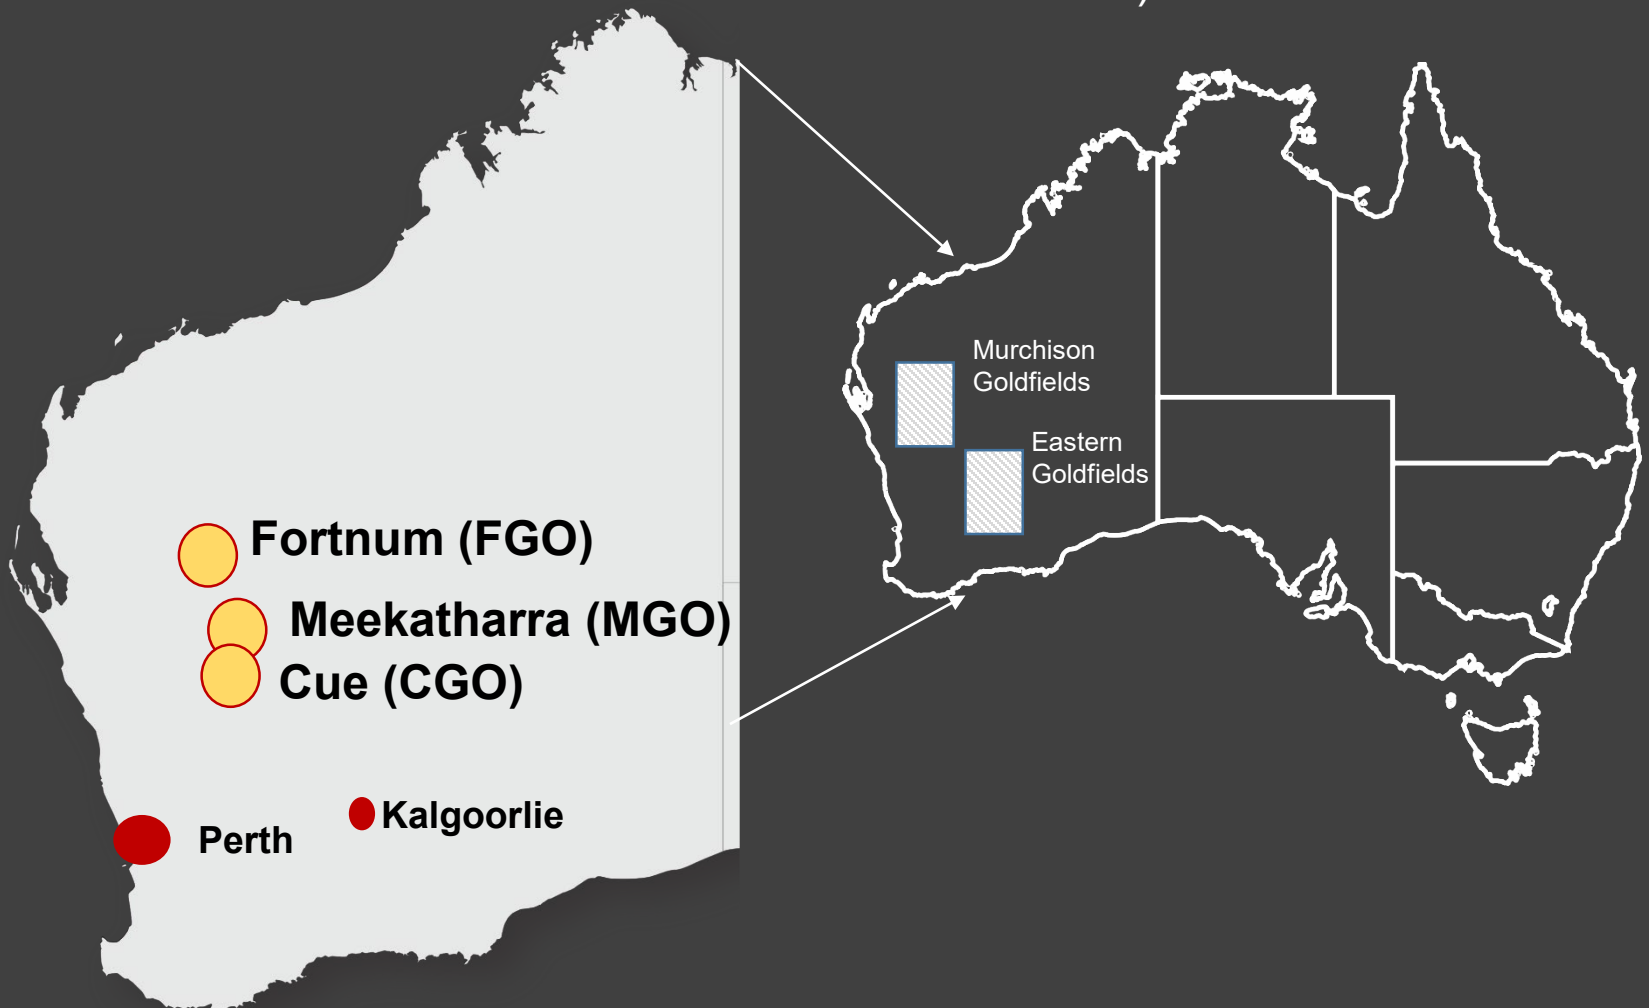 Murchison
Goldfields
Eastern
Goldfields
Fortnum (FGO)
Meekatharra (MGO)
Cue (CGO)
Kalgoorlie
Perth